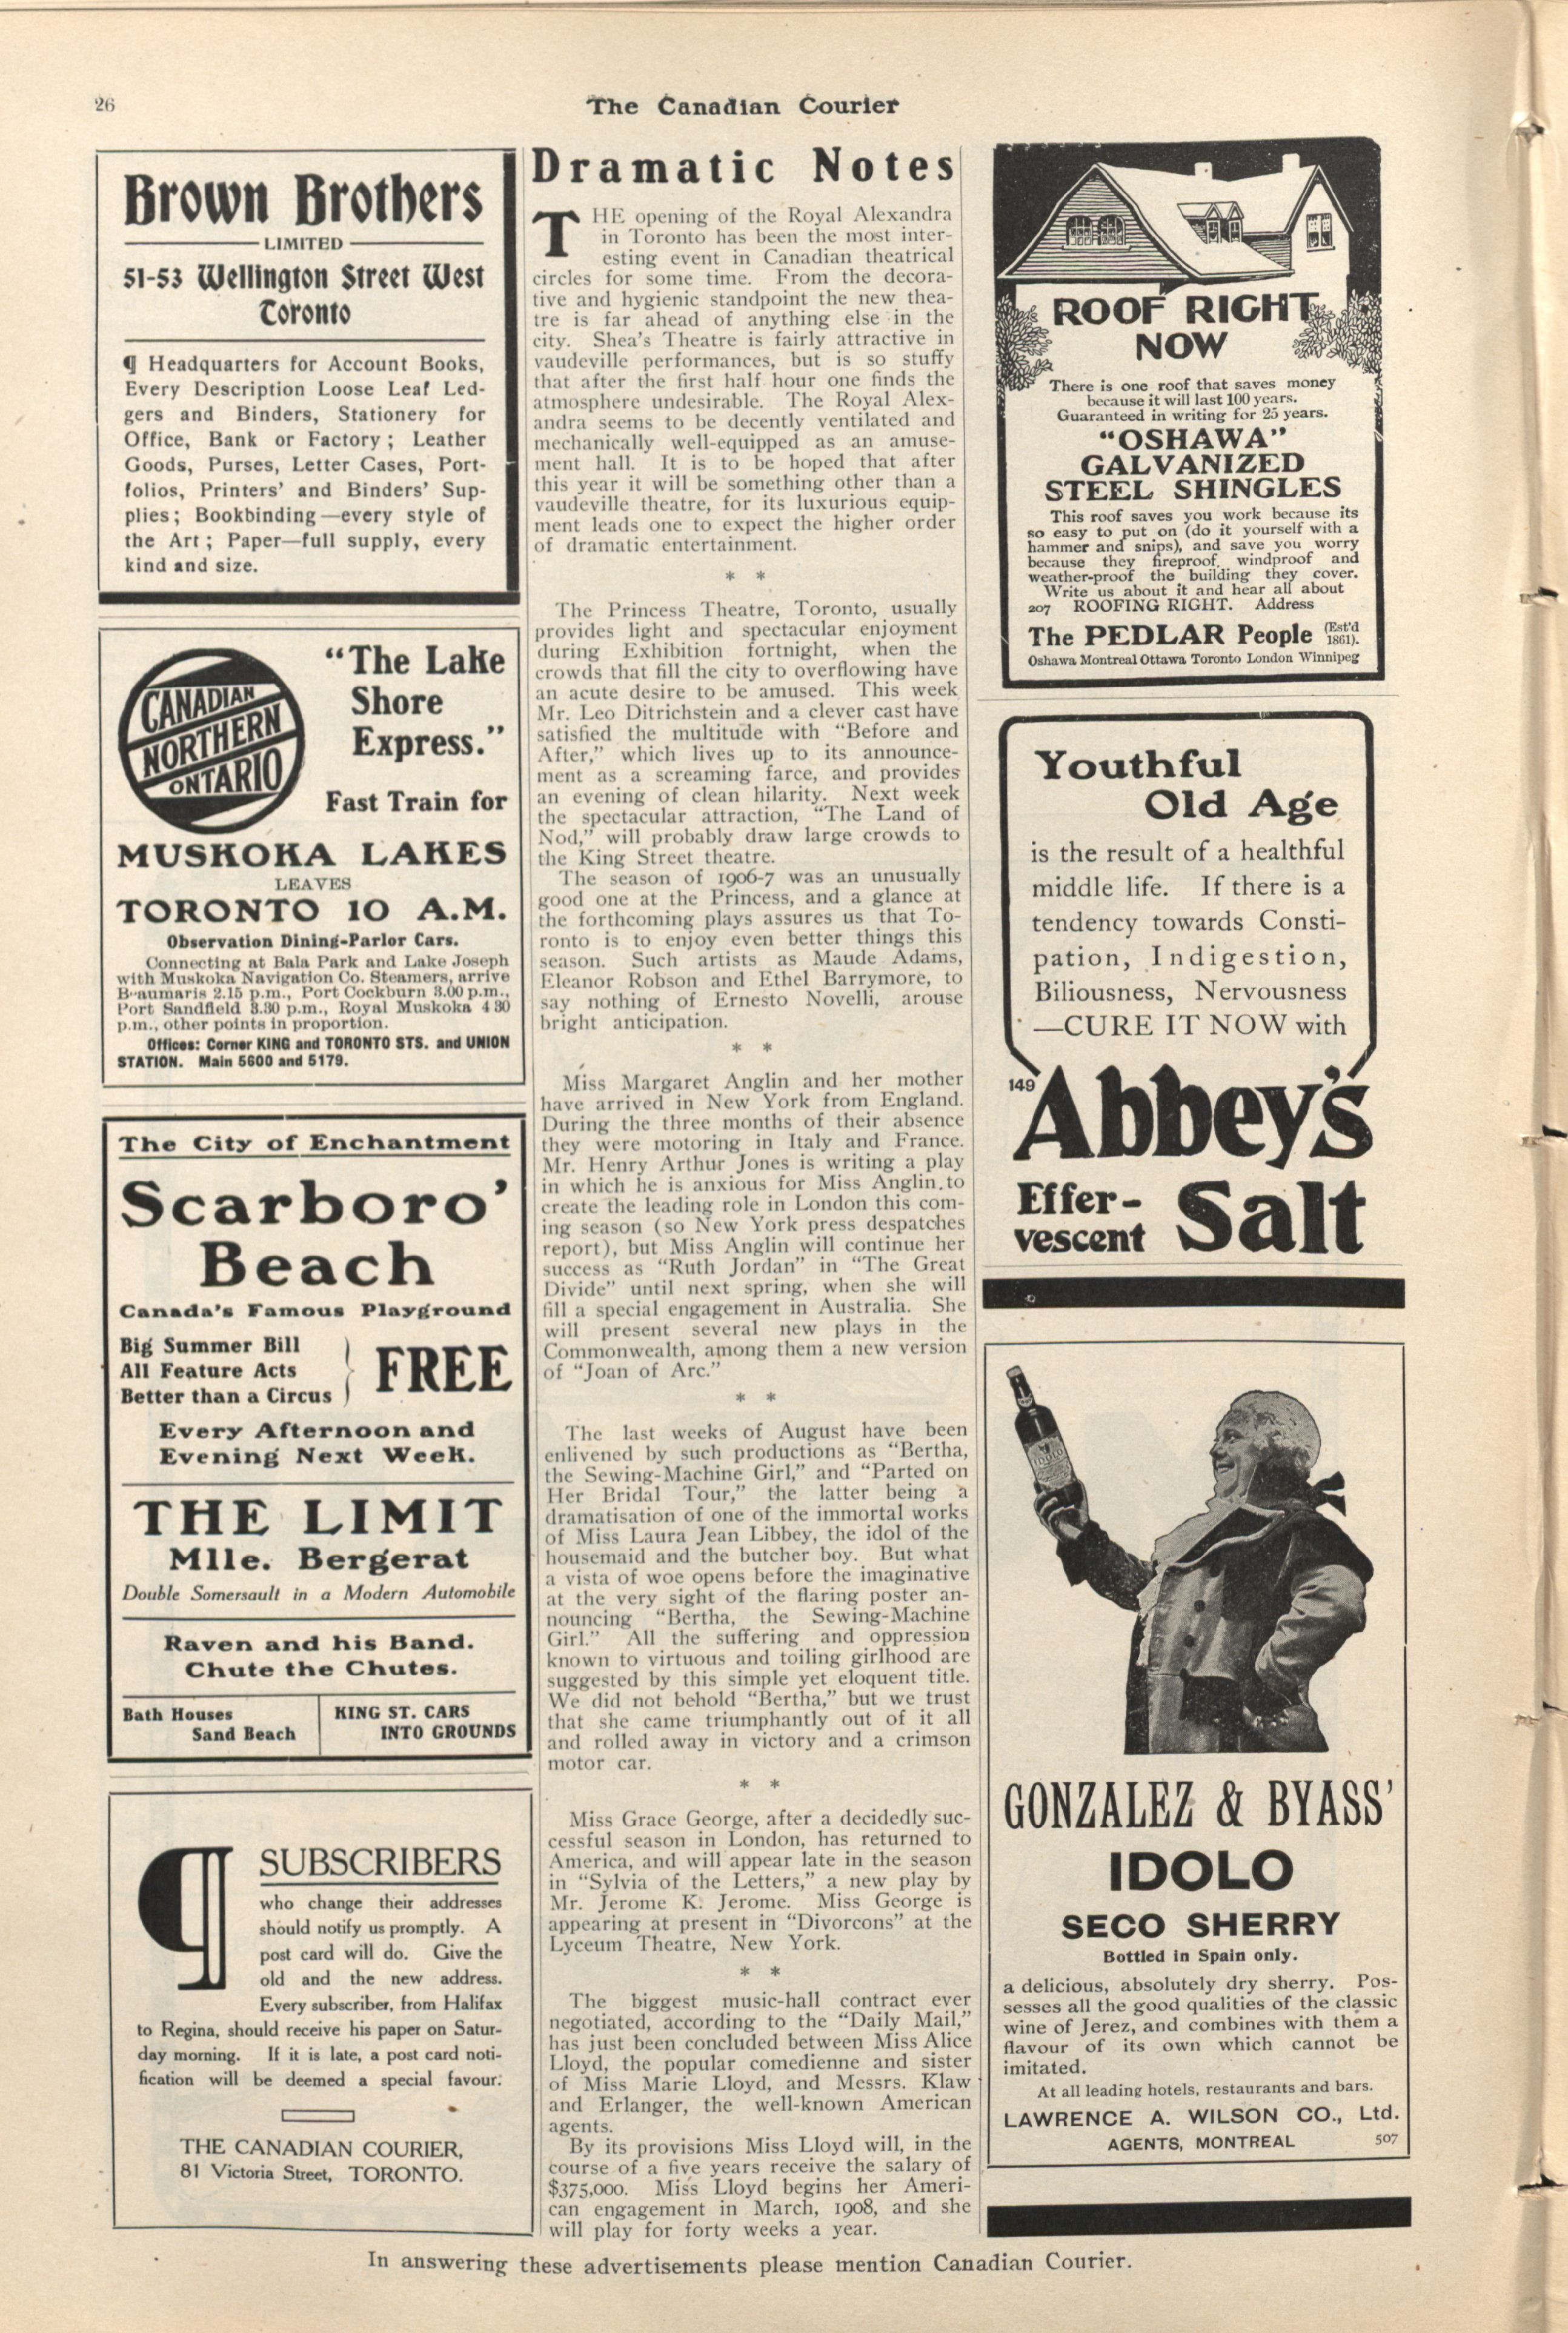 26
The Canadian Courier
Brown Brothers
LIMITED
51-53 Wellington Street West
Toronto
¶ Headquarters for Account Books,
Every Description Loose Leaf Led-
gers and Binders, Stationery for
Office, Bank or Factory; Leather
Goods, Purses, Letter Cases, Port-
folios, Printers' and Binders' Sup-
plies; Bookbinding—every style of
the Art; Paper—full supply, every
kind and size.
CANADIAN
NORTHERN
ONTARIO
"The Lake
Shore
Express."
Fast Train for
MUSKOKA LAKES
LEAVES
TORONTO 10 A.M.
Observation Dining-Parlor Cars.
Connecting at Bala Park and Lake Joseph
with Muskoka Navigation Co. Steamers, arrive
Beaumaris 2.15 p.m., Port Cockburn 3.00 p.m.,
Port Sandfield 3.30 p.m., Royal Muskoka 4 30
p.m., other points in proportion.
Offices: Corner KING and TORONTO STS. and UNION
STATION. Main 5600 and 5179.
The City of Enchantment
Scarboro'
Beach
Canada's Famous Playground
Big Summer Bill
All Feature Acts
Better than a Circus
FREE
Every Afternoon and
Evening Next Week.
THE LIMIT
Mlle. Bergerat
Double Somersault in a Modern Automobile
Raven and his Band.
Chute the Chutes.
Bath Houses
Sand Beach
KING ST. CARS
INTO GROUNDS
¶ SUBSCRIBERS
who change their addresses
should notify us promptly. A
post card will do. Give the
old and the new address.
Every subscriber, from Halifax
to Regina, should receive his paper on Satur-
day morning. If it is late, a post card noti-
fication will be deemed a special favour.
THE CANADIAN COURIER,
81 Victoria Street, TORONTO.
Dramatic Notes
THE opening of the Royal Alexandra
in Toronto has been the most inter-
esting event in Canadian theatrical
circles for some time. From the decora-
tive and hygienic standpoint the new thea-
tre is far ahead of anything else in the
city. Shea's Theatre is fairly attractive in
vaudeville performances, but is so stuffy
that after the first half hour one finds the
atmosphere undesirable. The Royal Alex-
andra seems to be decently ventilated and
mechanically well-equipped as an amuse-
ment hall. It is to be hoped that after
this year it will be something other than a
vaudeville theatre, for its luxurious equip-
ment leads one to expect the higher order
of dramatic entertainment.
* *
The Princess Theatre, Toronto, usually
provides light and spectacular enjoyment
during Exhibition fortnight, when the
crowds that fill the city to overflowing have
an acute desire to be amused. This week
Mr. Leo Ditrichstein and a clever cast have
satisfied the multitude with "Before and
After," which lives up to its announce-
ment as a screaming farce, and provides
an evening of clean hilarity. Next week
the spectacular attraction, "The Land of
Nod," will probably draw large crowds to
the King Street theatre.
The season of 1906-7 was an unusually
good one at the Princess, and a glance at
the forthcoming plays assures us that To-
ronto is to enjoy even better things this
season. Such artists as Maude Adams,
Eleanor Robson and Ethel Barrymore, to
say nothing of Ernesto Novelli, arouse
bright anticipation.
* *
Miss Margaret Anglin and her mother
have arrived in New York from England.
During the three months of their absence
they were motoring in Italy and France.
Mr. Henry Arthur Jones is writing a play
in which he is anxious for Miss Anglin to
create the leading role in London this com-
ing season (so New York press despatches
report), but Miss Anglin will continue her
success as "Ruth Jordan" in "The Great
Divide" until next spring, when she will
fill a special engagement in Australia. She
will present several new plays in the
Commonwealth, among them a new version
of "Joan of Arc."
* *
The last weeks of August have been
enlivened by such productions as "Bertha,
the Sewing-Machine Girl," and "Parted on
Her Bridal Tour," the latter being a
dramatisation of one of the immortal works
of Miss Laura Jean Libbey, the idol of the
housemaid and the butcher boy. But what
a vista of woe opens before the imaginative
at the very sight of the flaring poster an-
nouncing "Bertha, the Sewing-Machine
Girl." All the suffering and oppression
known to virtuous and toiling girlhood are
suggested by this simple yet eloquent title.
We did not behold "Bertha," but we trust
that she came triumphantly out of it all
and rolled away in victory and a crimson
motor car.
* *
Miss Grace George, after a decidedly suc-
cessful season in London, has returned to
America, and will appear late in the season
in "Sylvia of the Letters," a new play by
Mr. Jerome K. Jerome. Miss George is
appearing at present in "Divorcons" at the
Lyceum Theatre, New York.
* *
The biggest music-hall contract ever
negotiated, according to the "Daily Mail,"
has just been concluded between Miss Alice
Lloyd, the popular comedienne and sister
of Miss Marie Lloyd, and Messrs. Klaw
and Erlanger, the well-known American
agents.
By its provisions Miss Lloyd will, in the
course of a five years receive the salary of
$375,000. Miss Lloyd begins her Ameri-
can engagement in March, 1908, and she
will play for forty weeks a year.
ROOF RIGHT
NOW
There is one roof that saves money
because it will last 100 years.
Guaranteed in writing for 25 years.
"OSHAWA"
GALVANIZED
STEEL SHINGLES
This roof saves you work because its
so easy to put on (do it yourself with a
hammer and snips), and save you worry
because they fireproof, windproof and
weather-proof the building they cover.
Write us about it and hear all about
207 ROOFING RIGHT. Address
The PEDLAR People (Est'd 1861).
Oshawa Montreal Ottawa Toronto London Winnipeg
Youthful
Old Age
is the result of a healthful
middle life. If there is a
tendency towards Consti-
pation, Indigestion,
Biliousness, Nervousness
—CURE IT NOW with
149
Abbey's
Effer-
vescent Salt
IDOLO
GONZALEZ & BYASS'
IDOLO
SECO SHERRY
Bottled in Spain only.
a delicious, absolutely dry sherry. Pos-
sesses all the good qualities of the classic
wine of Jerez, and combines with them a
flavour of its own which cannot be
imitated.
At all leading hotels, restaurants and bars.
LAWRENCE A. WILSON CO., Ltd.
AGENTS, MONTREAL 507
In answering these advertisements please mention Canadian Courier.